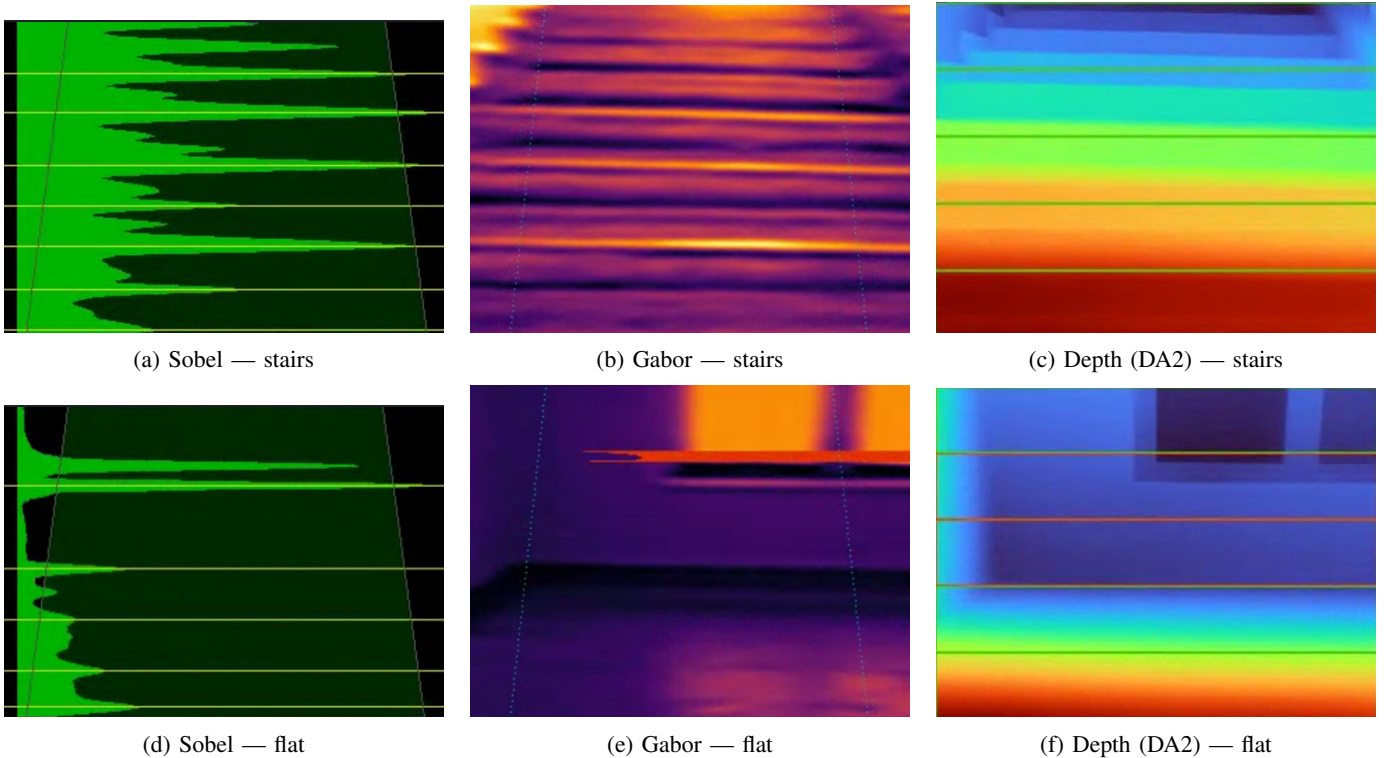 (a) Sobel — stairs
(b) Gabor — stairs
(c) Depth (DA2) — stairs
(d) Sobel — flat
(e) Gabor — flat
(f) Depth (DA2) — flat